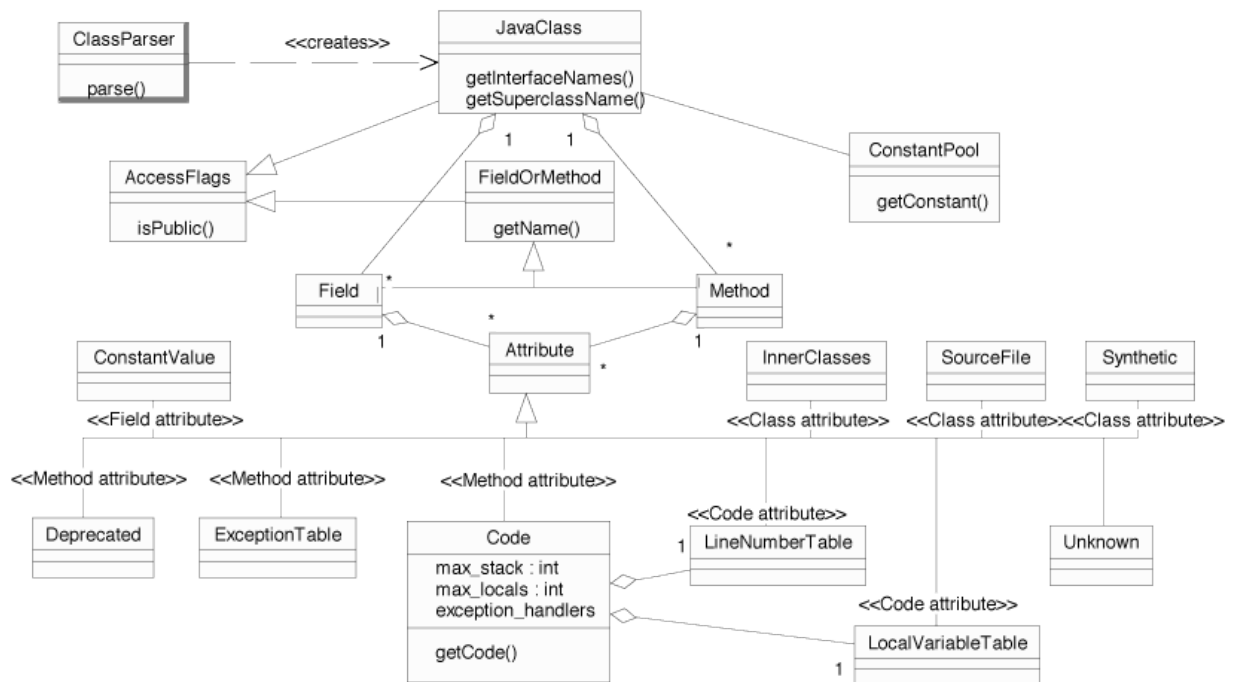 JavaClass
ClassParser
<<creates>>
getInterfaceNames()
parse()
getSuperclassName()
1
1
ConstantPool
AccessFlags
FieldOrMethod
getConstant()
isPublic()
getName()
*
*
Field
Method
*
1
1
ConstantValue
Attribute
*
InnerClasses
SourceFile
Synthetic
<<Field attribute>>
<<Class attribute>>
<<Class attribute>>
<<Class attribute>>
<<Method attribute>>
<<Method attribute>>
<<Method attribute>>
<<Code attribute>>
Deprecated
ExceptionTable
Code
1
LineNumberTable
Unknown
max_stack : int
max_locals : int
exception_handlers
<<Code attribute>>
getCode()
LocalVariableTable
1